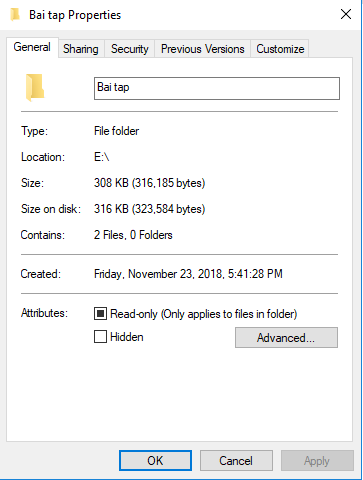 Bai tap Properties
General Sharing Security Previous Versions Customize
Bai tap
Type: File folder
Location: E:\
Size: 308 KB (316,185 bytes)
Size on disk: 316 KB (323,584 bytes)
Contains: 2 Files, 0 Folders
Created: Friday, November 23, 2018, 5:41:28 PM
Attributes: Read-only (Only applies to files in folder)
Hidden Advanced...
OK Cancel Apply